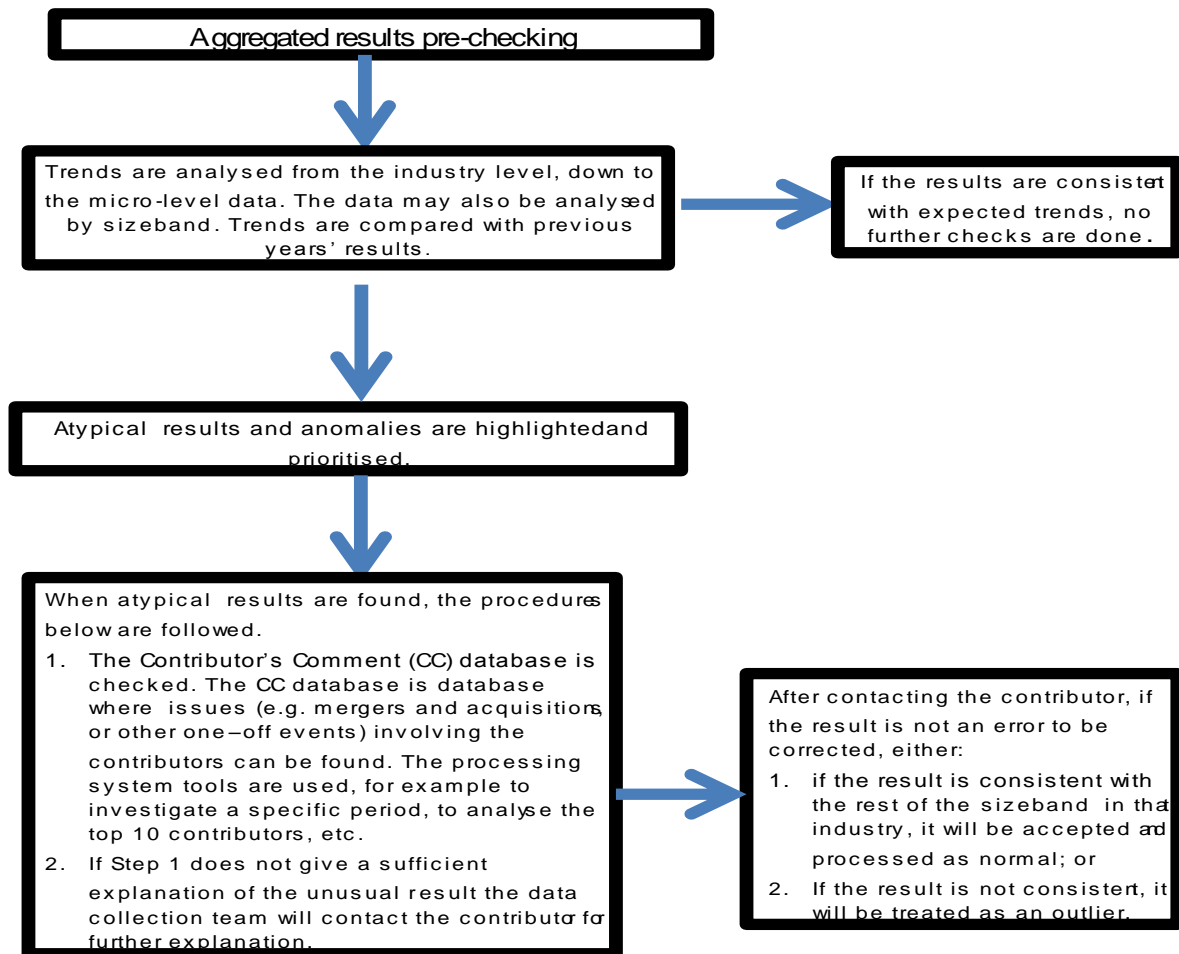 Aggregated results pre-checking
Trends are analysed from the industry level, down to
the micro-level data. The data may also be analysed
by sizeband. Trends are compared with previous
years’ results.
If the results are consistent
with expected trends, no
further checks are done.
Atypical results and anomalies are highlightedand
prioritised.
When atypical results are found, the procedures
below are followed.
1. The Contributor’s Comment (CC) database is
checked. The CC database is database
where issues (e.g. mergers and acquisitions,
or other one–off events) involving the
contributors can be found. The processing
system tools are used, for example to
investigate a specific period, to analyse the
top 10 contributors, etc.
2. If Step 1 does not give a sufficient
explanation of the unusual result the data
collection team will contact the contributor for
further explanation.
After contacting the contributor, if
the result is not an error to be
corrected, either:
1. if the result is consistent with
the rest of the sizeband in that
industry, it will be accepted and
processed as normal; or
2. If the result is not consistent, it
will be treated as an outlier.